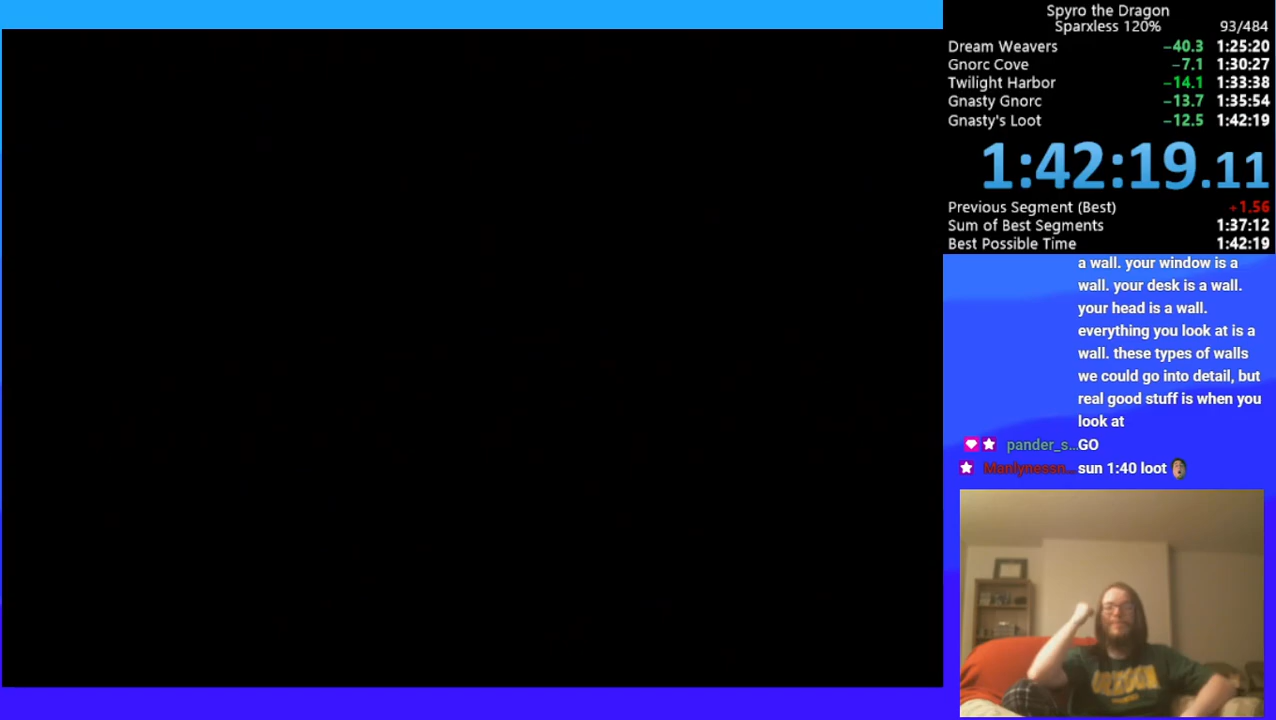 Spyro the Dragon
Sparxless 120% 93/484
Dream Weavers -40.3 1:25:20
Gnorc Cove -7.1 1:30:27
Twilight Harbor -14.1 1:33:38
Gnasty Gnorc -13.7 1:35:54
Gnasty's Loot -12.5 1:42:19
1:42:19.11
Previous Segment (Best) +1.56
Sum of Best Segments 1:37:12
Best Possible Time 1:42:19
a wall. your window is a
wall. your desk is a wall.
your head is a wall.
everything you look at is a
wall. these types of walls
we could go into detail, but
real good stuff is when you
look at
pander_s... GO
Manlynessn... sun 1:40 loot